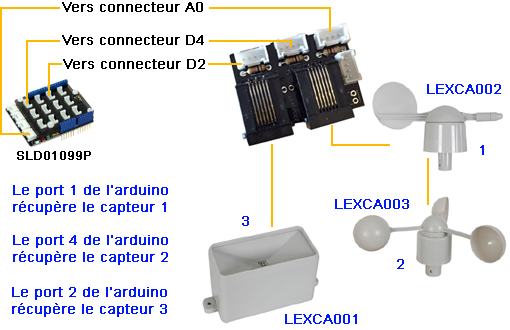 Vers connecteur A0
Vers connecteur D4
Vers connecteur D2
LEXCA002
SLD01099P
1
Le port 1 de l'arduino
récupère le capteur 1
LEXCA003
3
Le port 4 de l'arduino
récupère le capteur 2
2
Le port 2 de l'arduino
récupère le capteur 3
LEXCA001